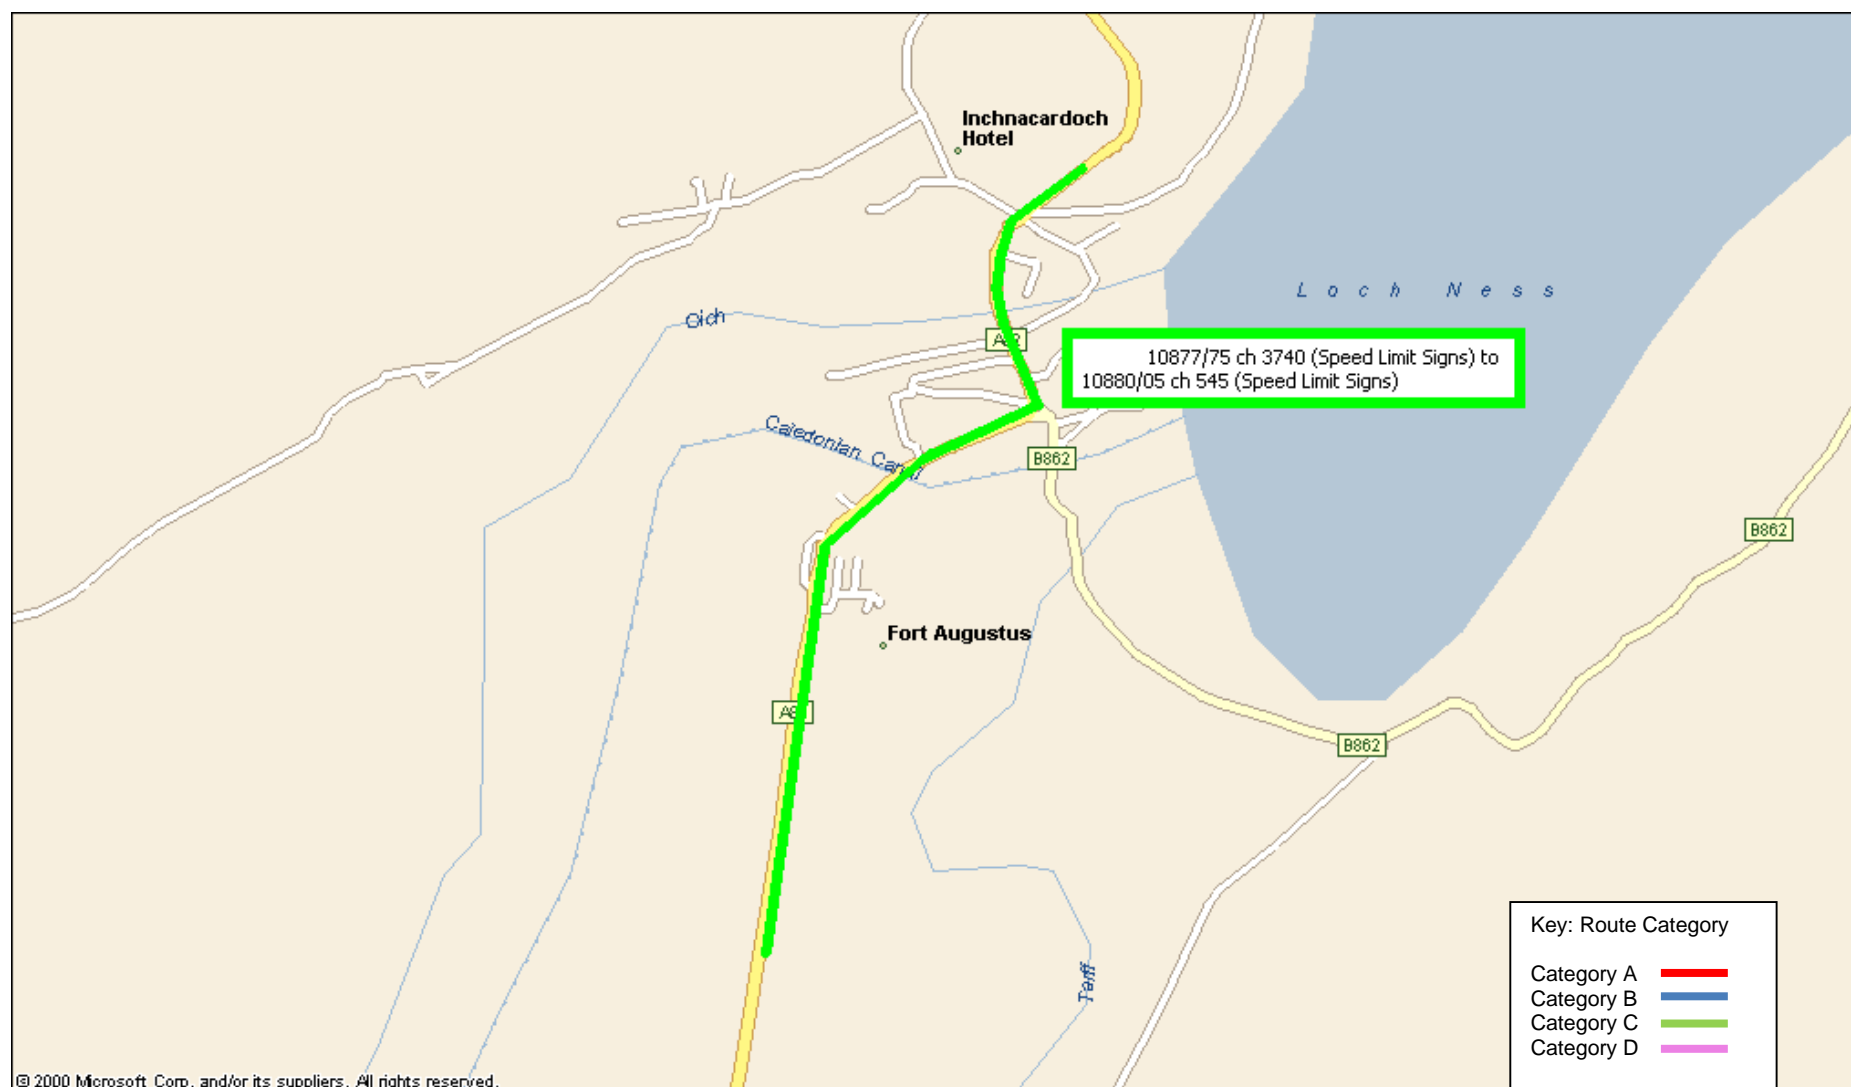 Inchnacardoch
Hotel
Loch Ness
Oich
10877/75 ch 3740 (Speed Limit Signs) to
10880/05 ch 545 (Speed Limit Signs)
Caledonian Canal
B862
B862
Fort Augustus
B862
Key: Route Category
Category A
Category B
Category C
Category D
Tarff
© 2000 Microsoft Corp. and/or its suppliers. All rights reserved.